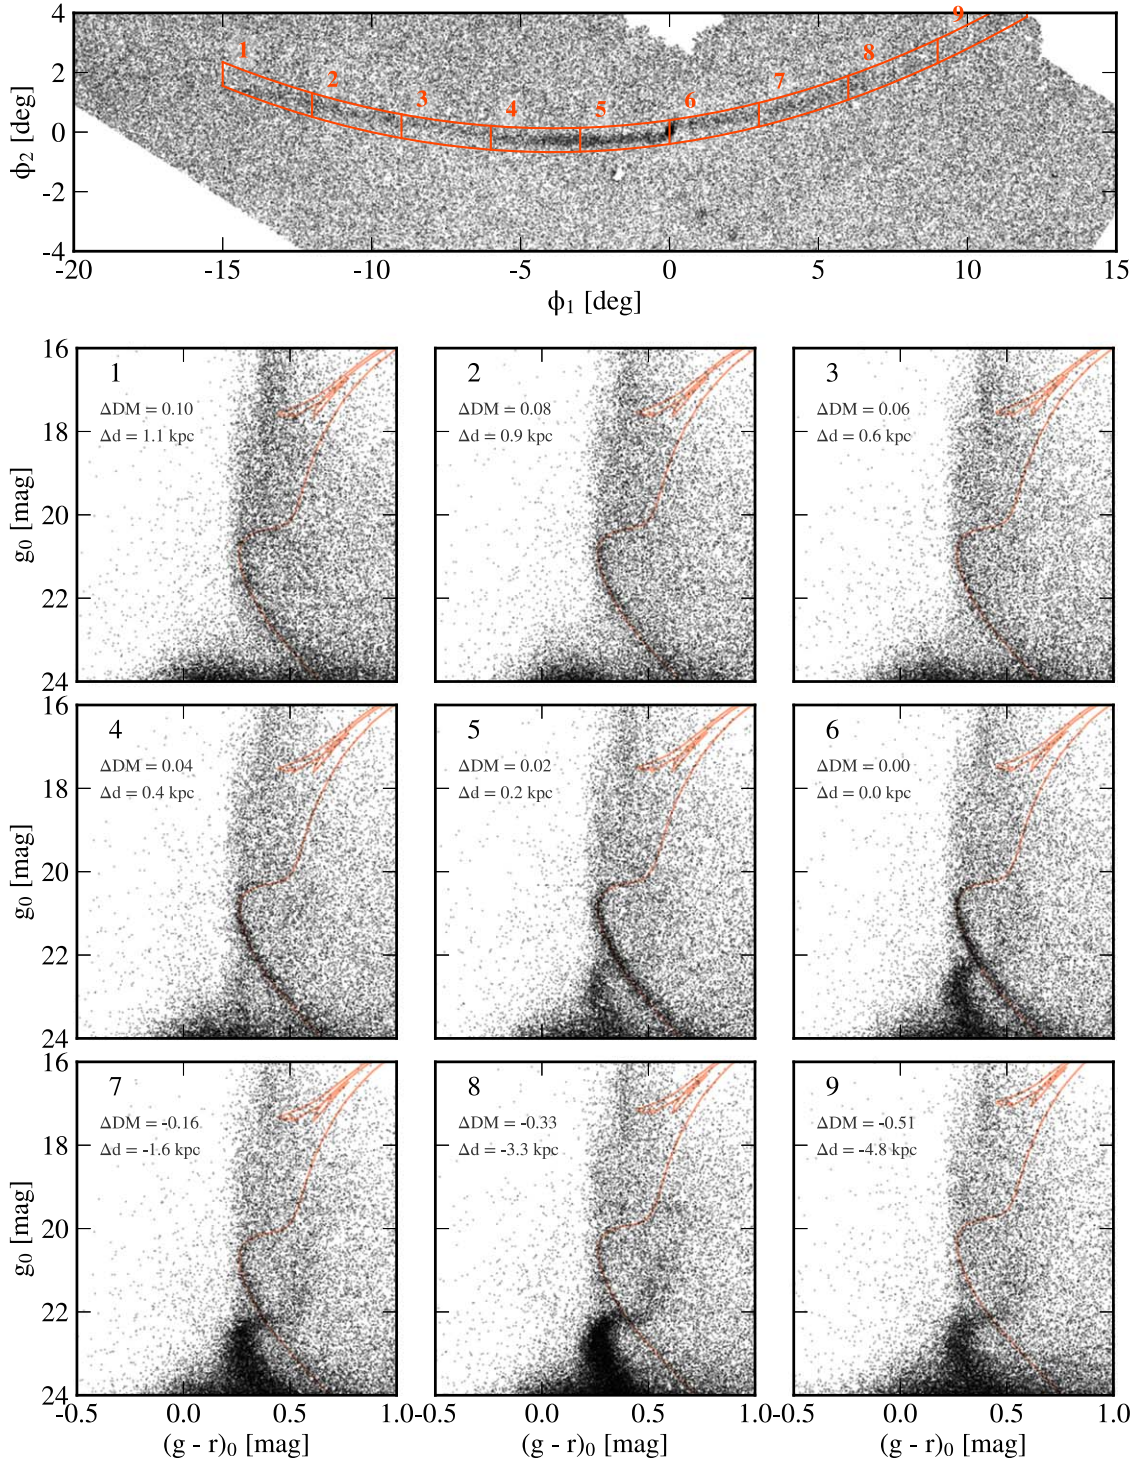 4
2
0
-2
-4
ϕ₂ [deg]
1 2 3 4 5 6 7 8 9
-20 -15 -10 -5 0 5 10 15
ϕ₁ [deg]
16
18
20
22
24
g₀ [mag]
1
ΔDM = 0.10
Δd = 1.1 kpc
2
ΔDM = 0.08
Δd = 0.9 kpc
3
ΔDM = 0.06
Δd = 0.6 kpc
16
18
20
22
24
g₀ [mag]
4
ΔDM = 0.04
Δd = 0.4 kpc
5
ΔDM = 0.02
Δd = 0.2 kpc
6
ΔDM = 0.00
Δd = 0.0 kpc
16
18
20
22
24
g₀ [mag]
7
ΔDM = -0.16
Δd = -1.6 kpc
8
ΔDM = -0.33
Δd = -3.3 kpc
9
ΔDM = -0.51
Δd = -4.8 kpc
-0.5 0.0 0.5 1.0 -0.5 0.0 0.5 1.0 -0.5 0.0 0.5 1.0
(g - r)₀ [mag] (g - r)₀ [mag] (g - r)₀ [mag]